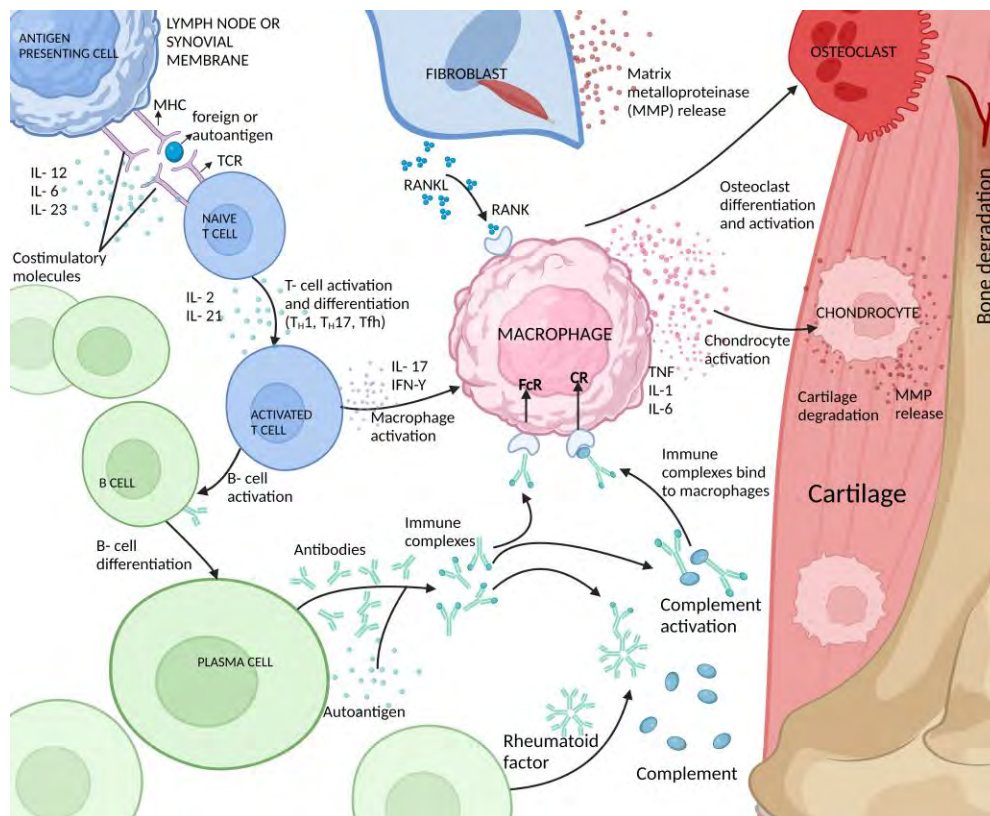 ANTIGEN
PRESENTING CELL
LYMPH NODE OR
SYNOVIAL
MEMBRANE
MHC
foreign or
autoantigen
TCR
IL- 12
IL- 6
IL- 23
NAIVE
T CELL
Costimulatory
molecules
IL- 2
IL- 21
T- cell activation
and differentiation
(TH1, TH17, Tfh)
ACTIVATED
T CELL
IL- 17
IFN-Y
Macrophage
activation
B CELL
B- cell
activation
B- cell
differentiation
PLASMA CELL
Antibodies
Autoantigen
Immune
complexes
FIBROBLAST
Matrix
metalloproteinase
(MMP) release
RANKL
RANK
MACROPHAGE
FcR
CR
TNF
IL-1
IL-6
OSTEOCLAST
Osteoclast
differentiation
and activation
Chondrocyte
activation
CHONDROCYTE
Cartilage
degradation
MMP
release
Bone degradation
Cartilage
Immune
complexes bind
to macrophages
Complement
activation
Rheumatoid
factor
Complement